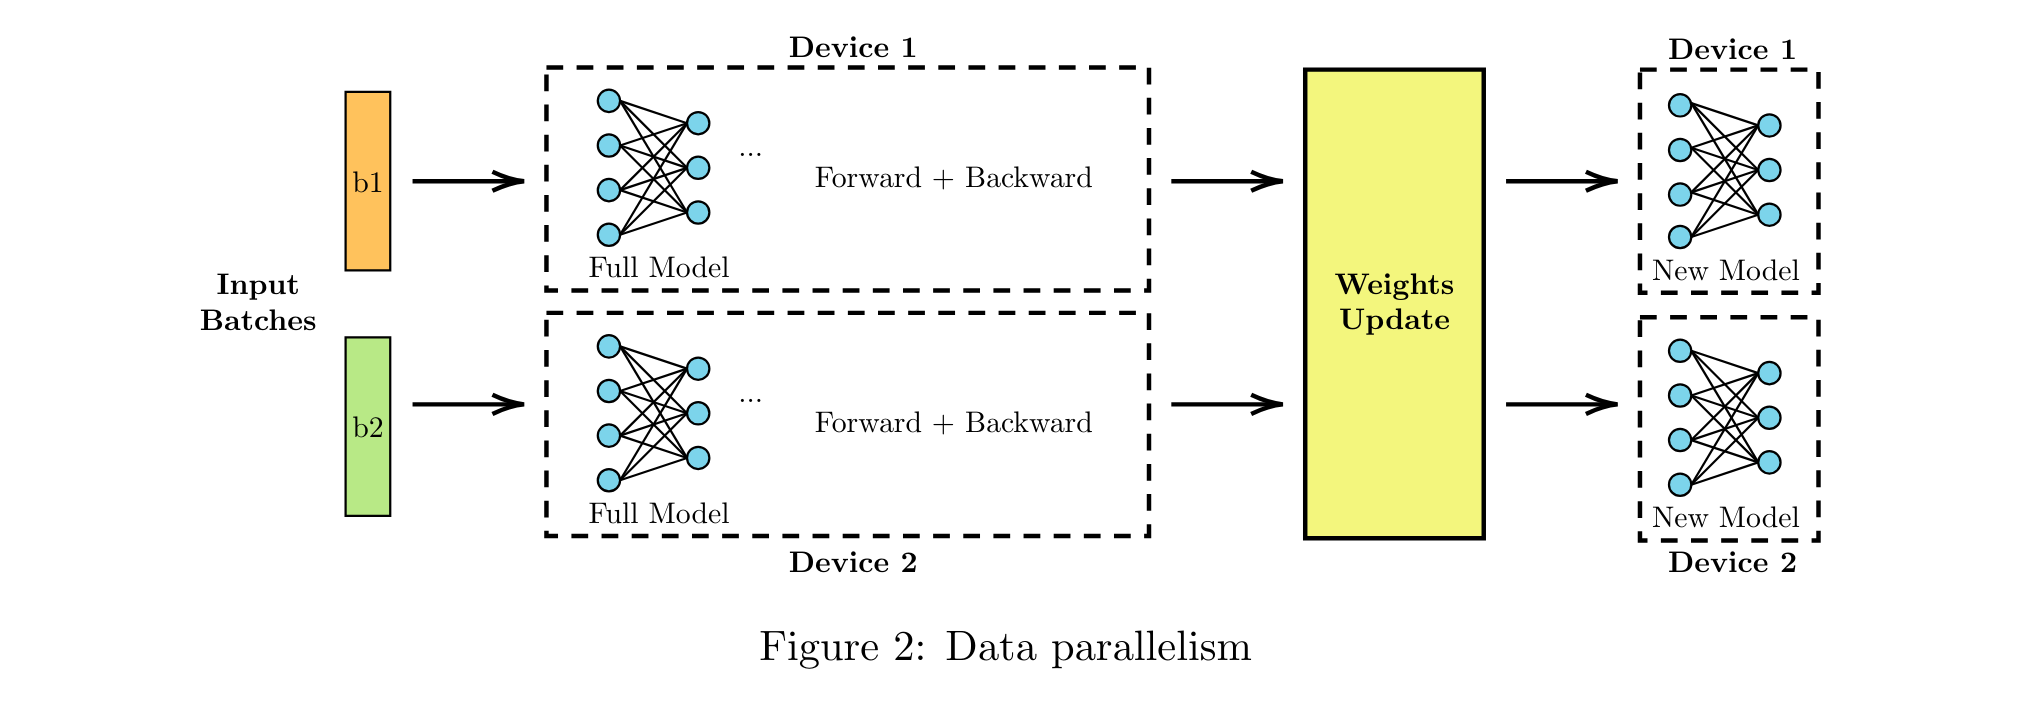 Device 1
Device 1
b1
...
Forward + Backward
Full Model
New Model
Input
Batches
Weights
Update
b2
...
Forward + Backward
Full Model
New Model
Device 2
Device 2
Figure 2: Data parallelism